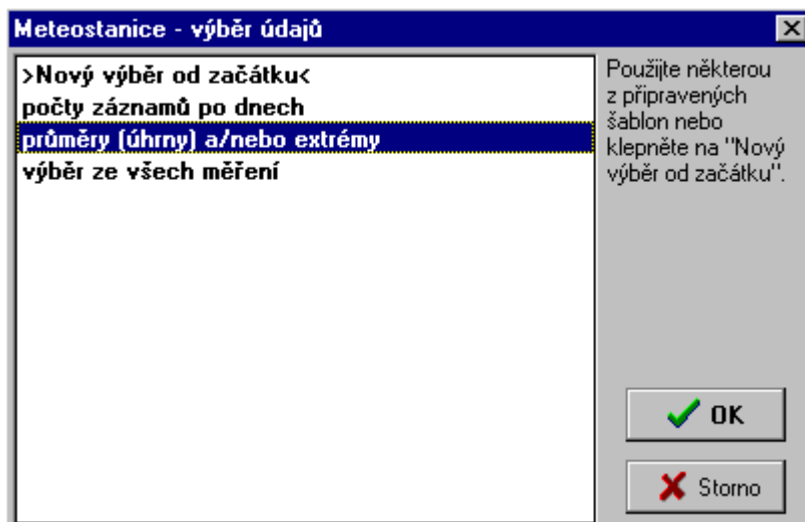 Meteostanice - výběr údajů
>Nový výběr od začátku<
počty záznamů po dnech
průměry (úhrny) a/nebo extrémy
výběr ze všech měření
Použijte některou
z připravených
šablon nebo
klepněte na "Nový
výběr od začátku".
OK
Storno